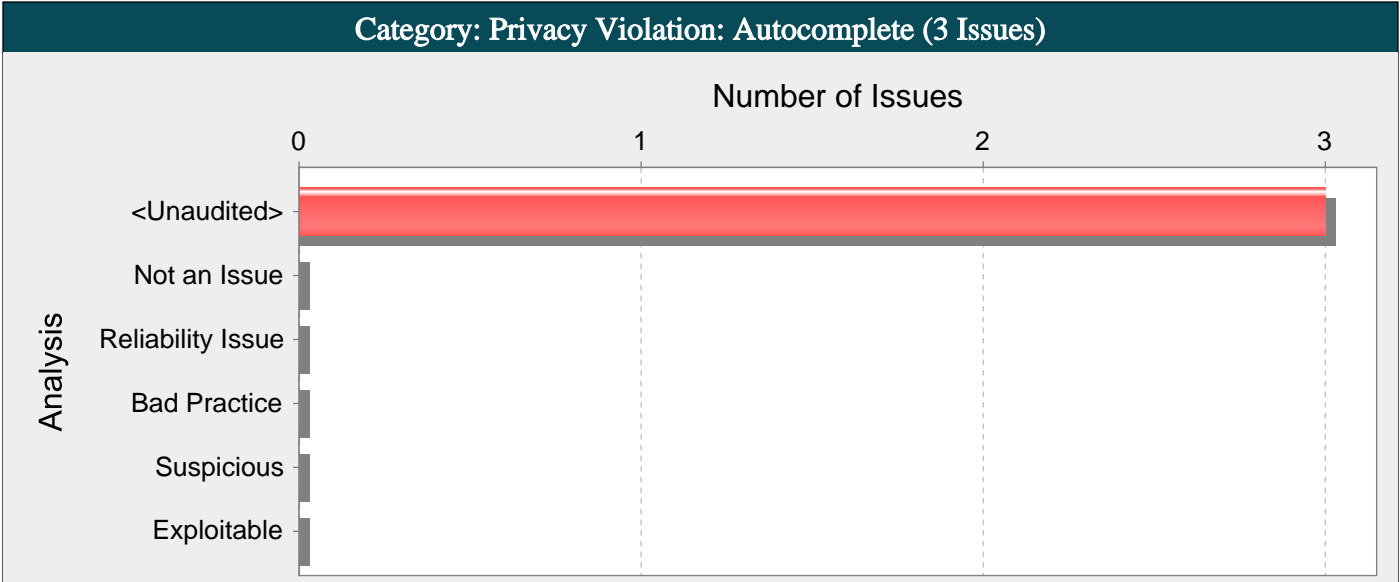 Category: Privacy Violation: Autocomplete (3 Issues)
Number of Issues
0 1 2 3
<Unaudited>
Not an Issue
Reliability Issue
Bad Practice
Suspicious
Exploitable
Analysis